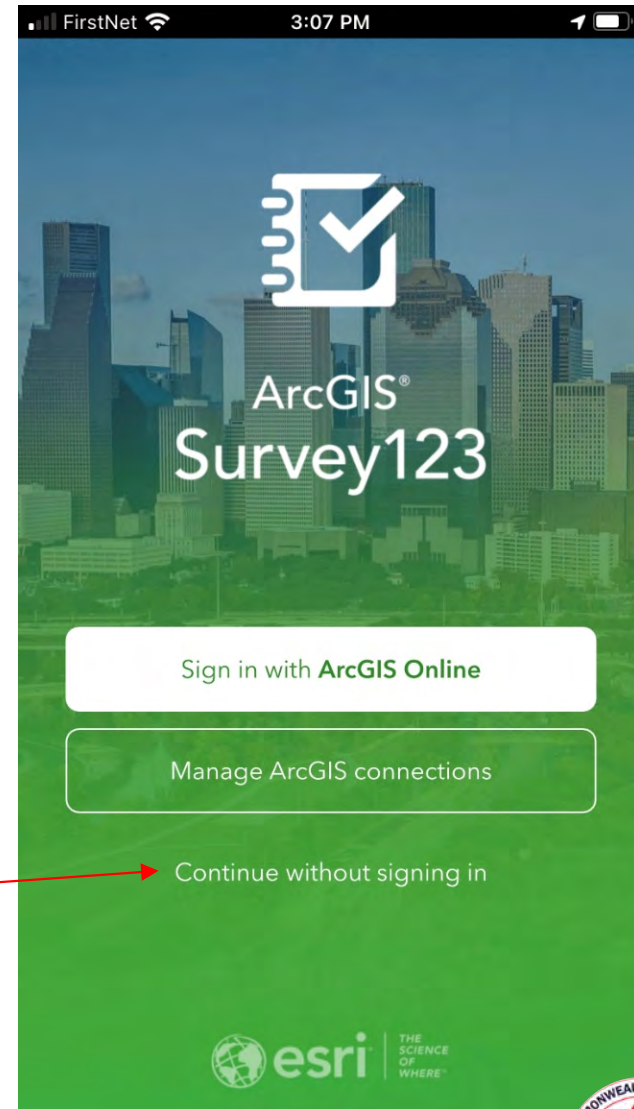 FirstNet 3:07 PM
ArcGIS®
Survey123
Sign in with ArcGIS Online
Manage ArcGIS connections
Continue without signing in
esri
THE
SCIENCE
OF
WHERE™